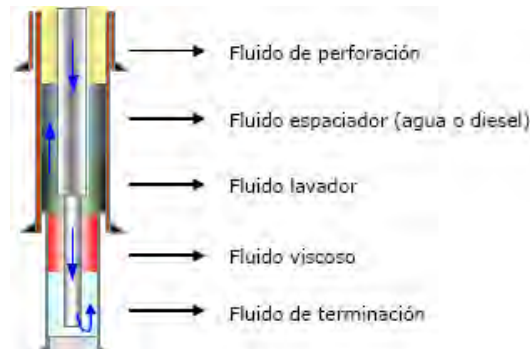 Fluido de perforación
Fluido espaciador (agua o diesel)
Fluido lavador
Fluido viscoso
Fluido de terminación